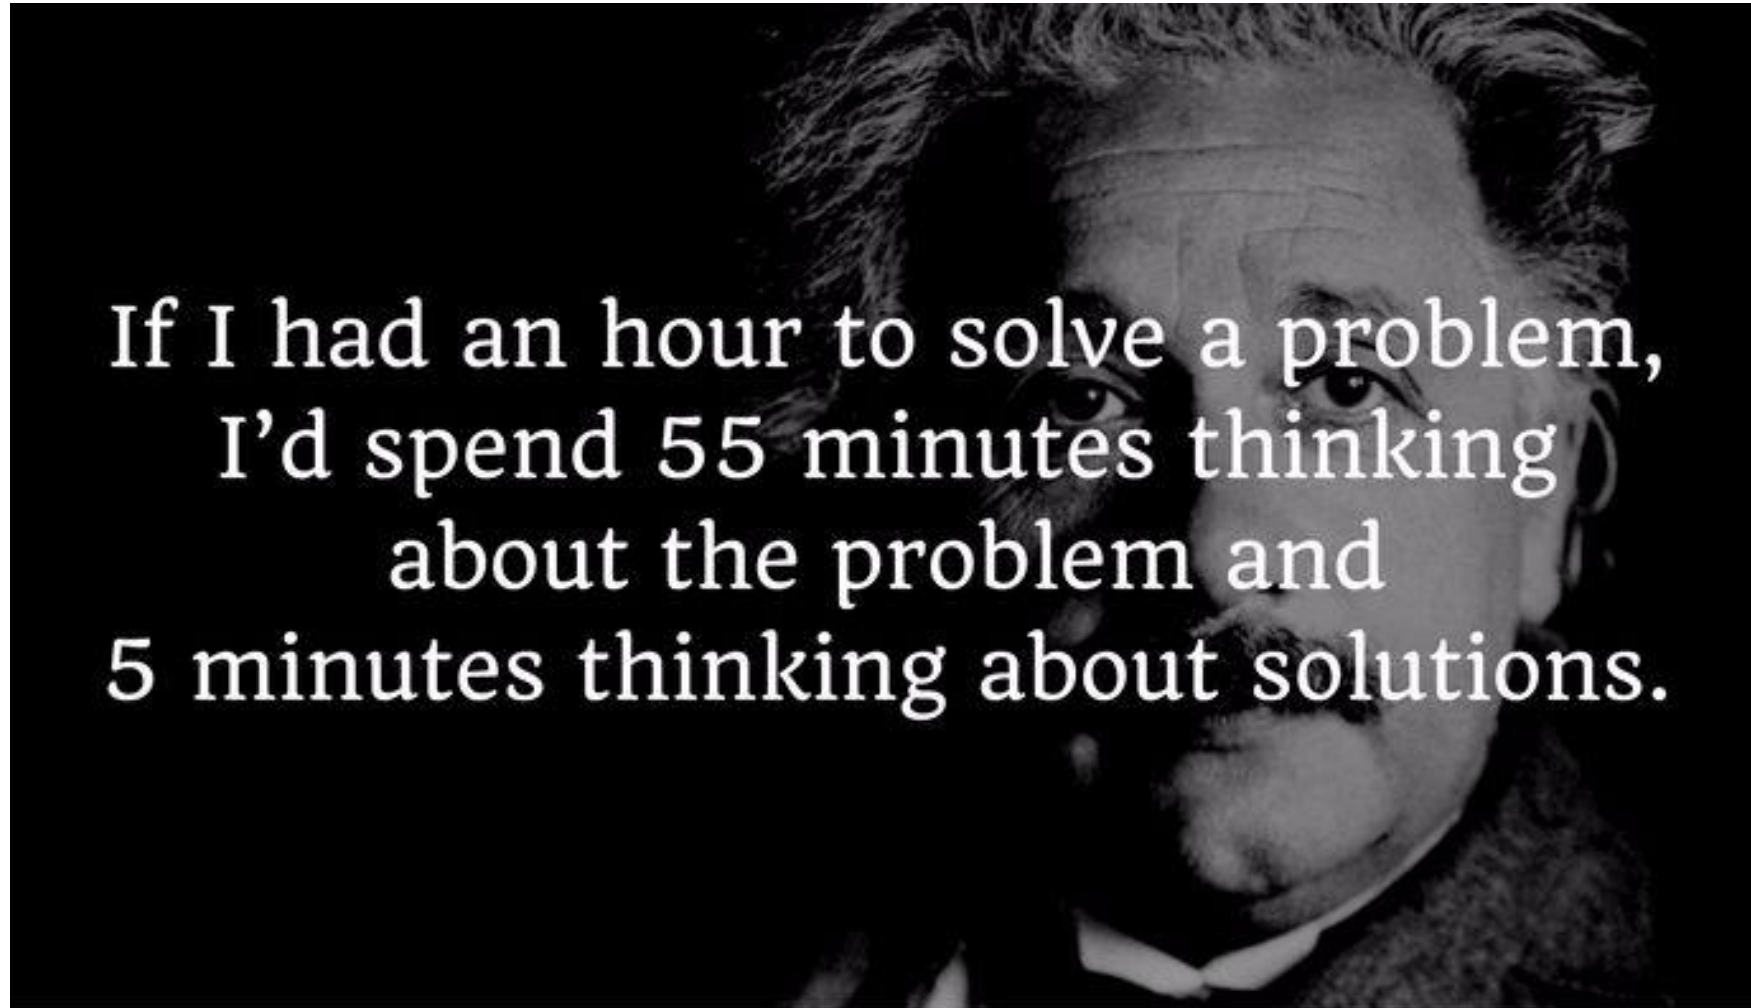 If I had an hour to solve a problem,
I’d spend 55 minutes thinking
about the problem and
5 minutes thinking about solutions.